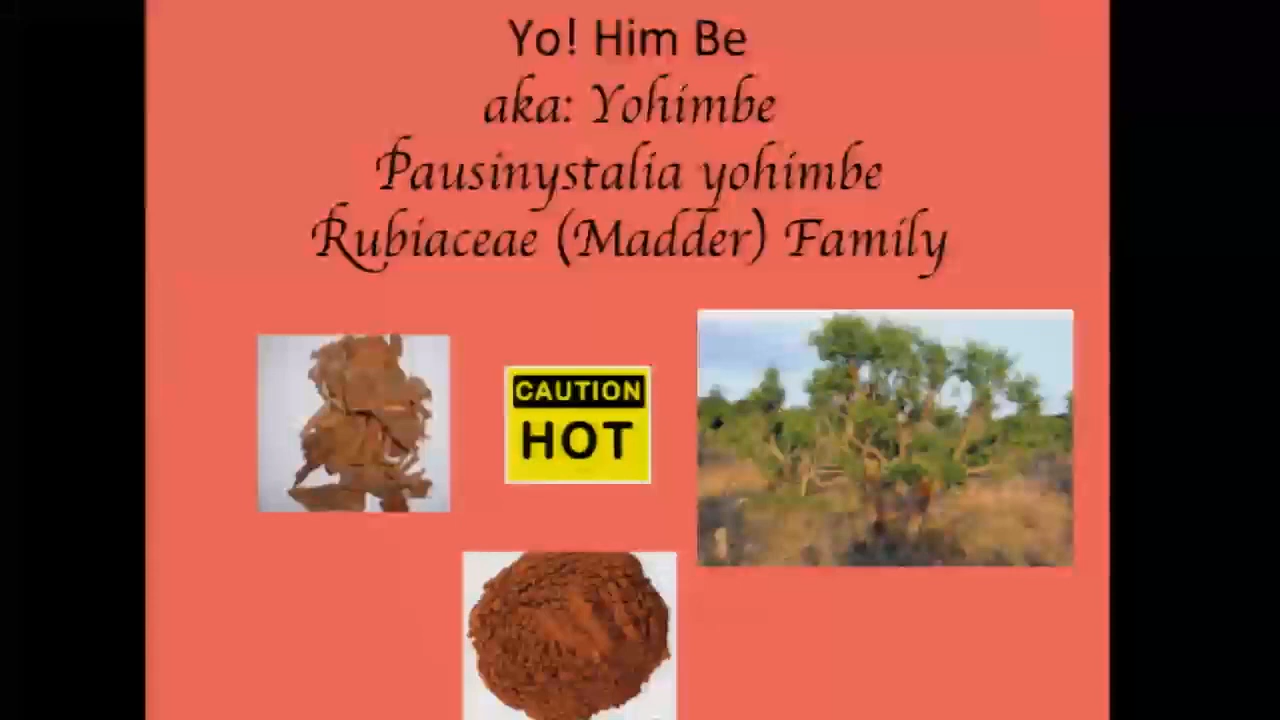 Yo! Him Be
aka: Yohimbe
Pausinystalia yohimbe
Rubiaceae (Madder) Family
CAUTION
HOT